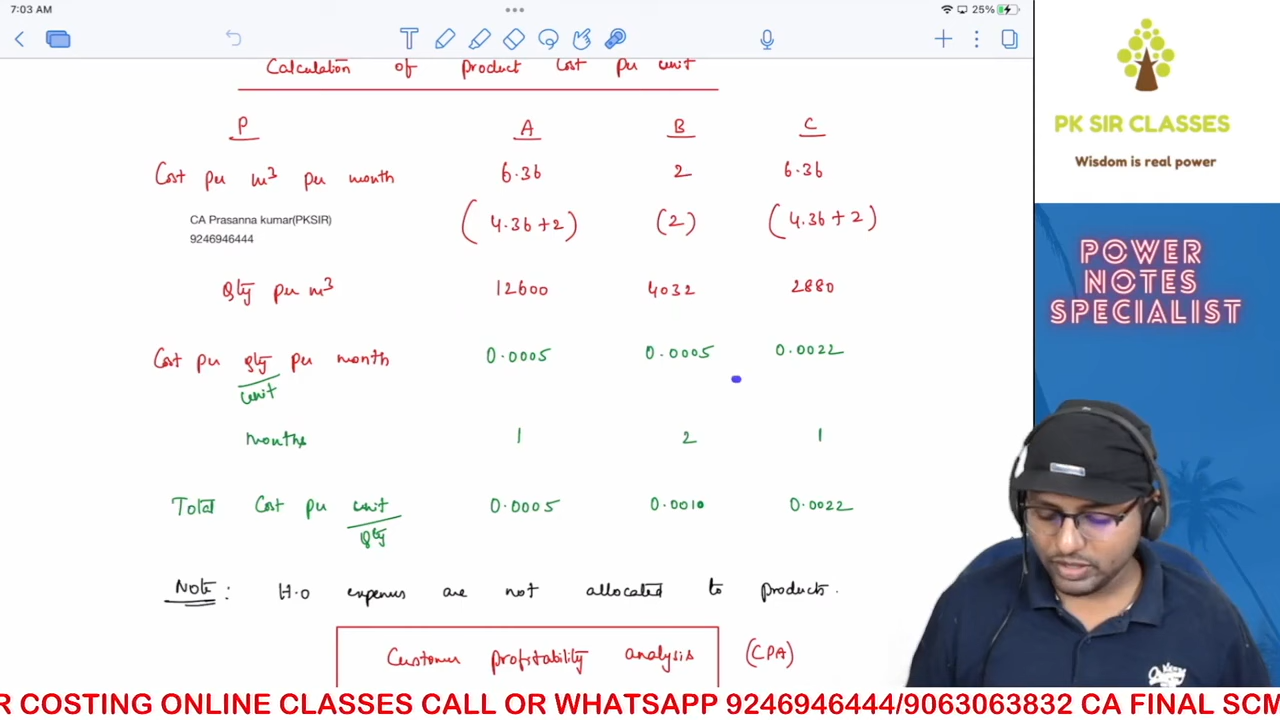 7:03 AM
25%
Calculation of product cost per unit
P A B C
Cost per m³ per month 6.36 2 6.36
(4.36+2) (2) (4.36+2)
CA Prasanna kumar(PKSIR)
9246946444
Qty per m³ 12600 4032 2880
Cost per Qty per month 0.0005 0.0005 0.0022
unit
months 1 2 1
Total Cost per unit 0.0005 0.0010 0.0022
Qty
Note : H.O expenses are not allocated to products.
Customer profitability analysis (CPA)
PK SIR CLASSES
Wisdom is real power
POWER
NOTES
SPECIALIST
R COSTING ONLINE CLASSES CALL OR WHATSAPP 9246946444/9063063832 CA FINAL SCM